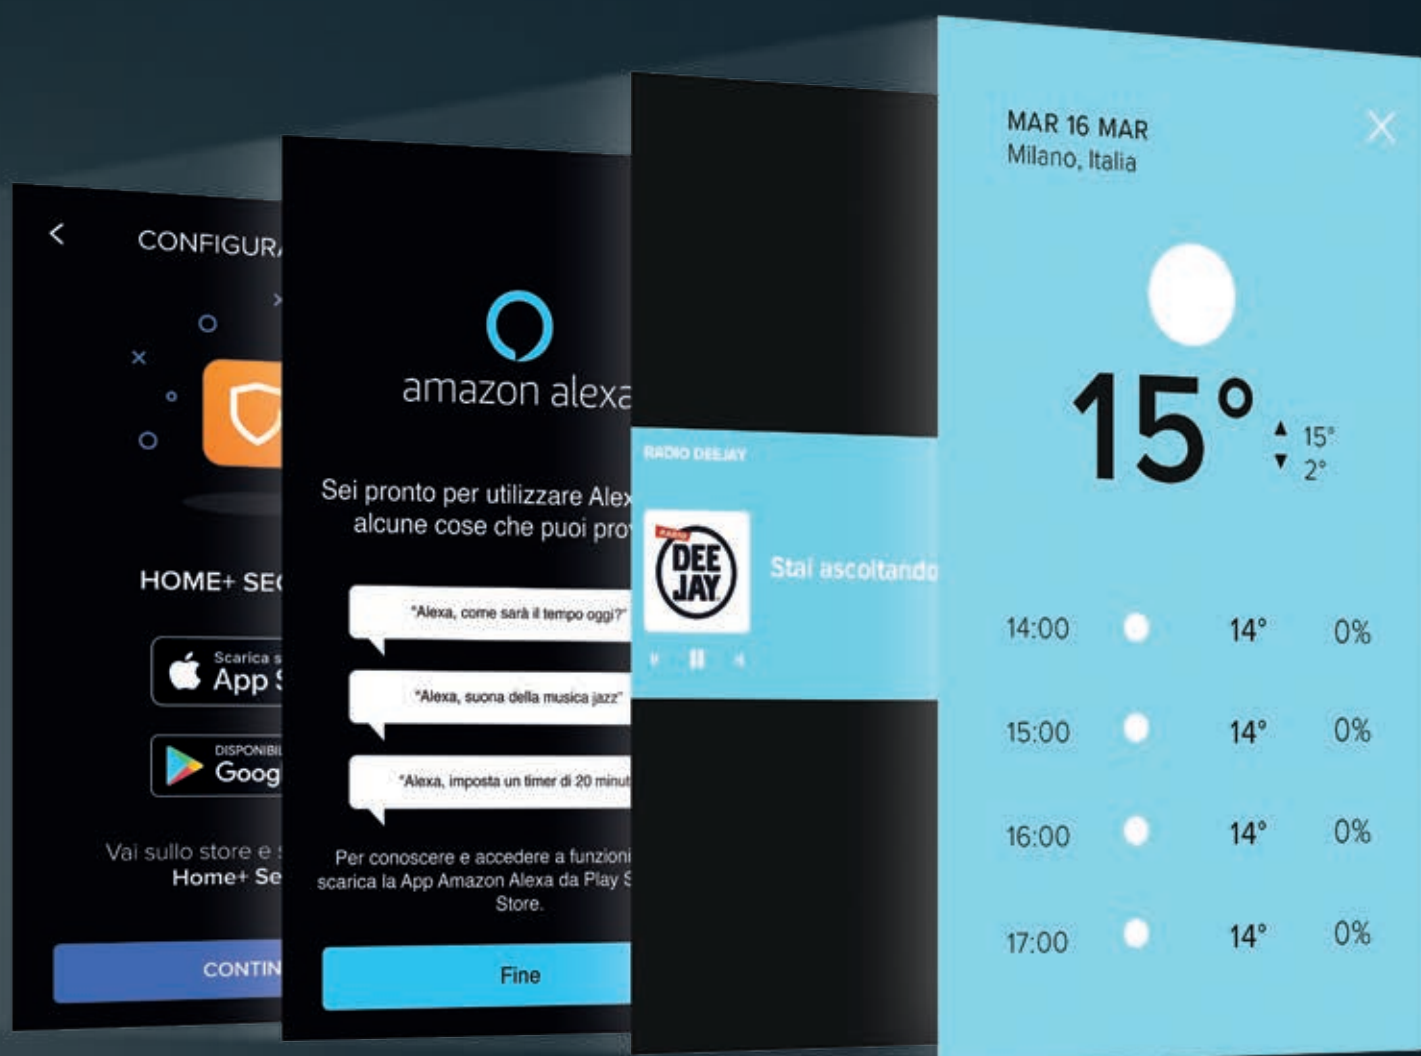 CONFIGURA
HOME+ SEC
Scarica s
App S
DISPONIBIL
Goog
Vai sullo store e s
Home+ Se
CONTIN
amazon alexa
Sei pronto per utilizzare Alex
alcune cose che puoi prov
"Alexa, come sarà il tempo oggi?"
"Alexa, suona della musica jazz"
"Alexa, imposta un timer di 20 minut
Per conoscere e accedere a funzioni
scarica la App Amazon Alexa da Play S
Store.
Fine
RADIO DEEJAY
RADIO
DEE
JAY
Stai ascoltando
MAR 16 MAR
Milano, Italia
15°
15°
2°
14:00 14° 0%
15:00 14° 0%
16:00 14° 0%
17:00 14° 0%